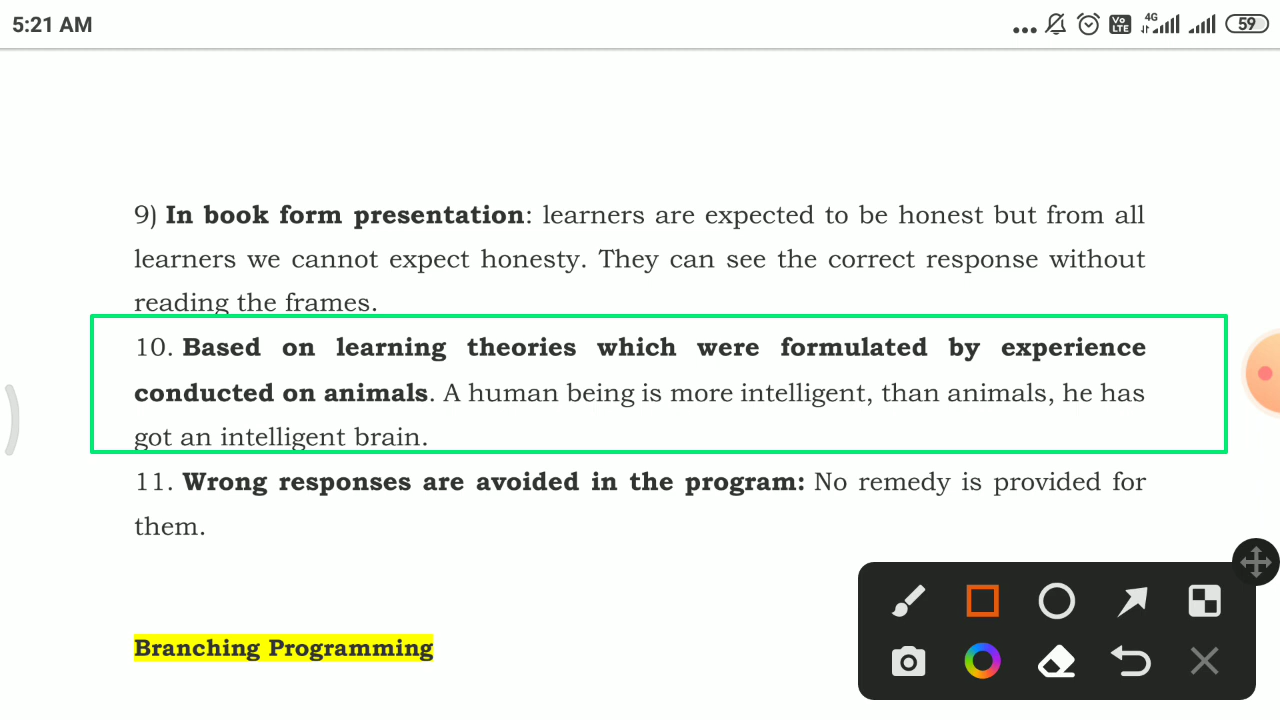 5:21 AM
... Vo LTE 4G 59
9) In book form presentation: learners are expected to be honest but from all
learners we cannot expect honesty. They can see the correct response without
reading the frames.
10. Based on learning theories which were formulated by experience
conducted on animals. A human being is more intelligent, than animals, he has
got an intelligent brain.
11. Wrong responses are avoided in the program: No remedy is provided for
them.
Branching Programming